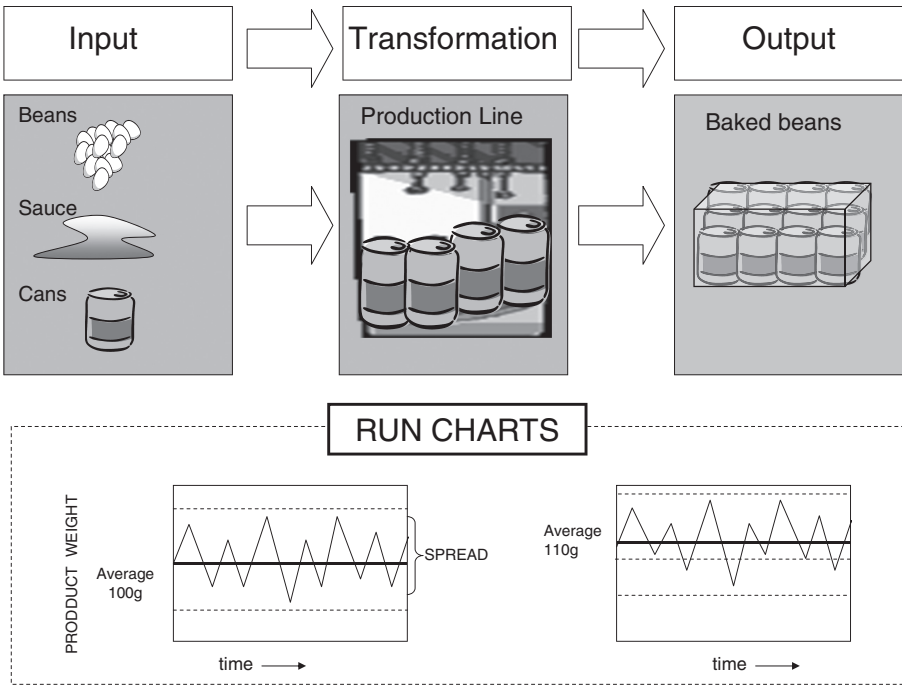 Input
Transformation
Output
Beans
Sauce
Cans
Production Line
Baked beans
RUN CHARTS
PRODDUCT WEIGHT
Average
100g
SPREAD
time
Average
110g
time